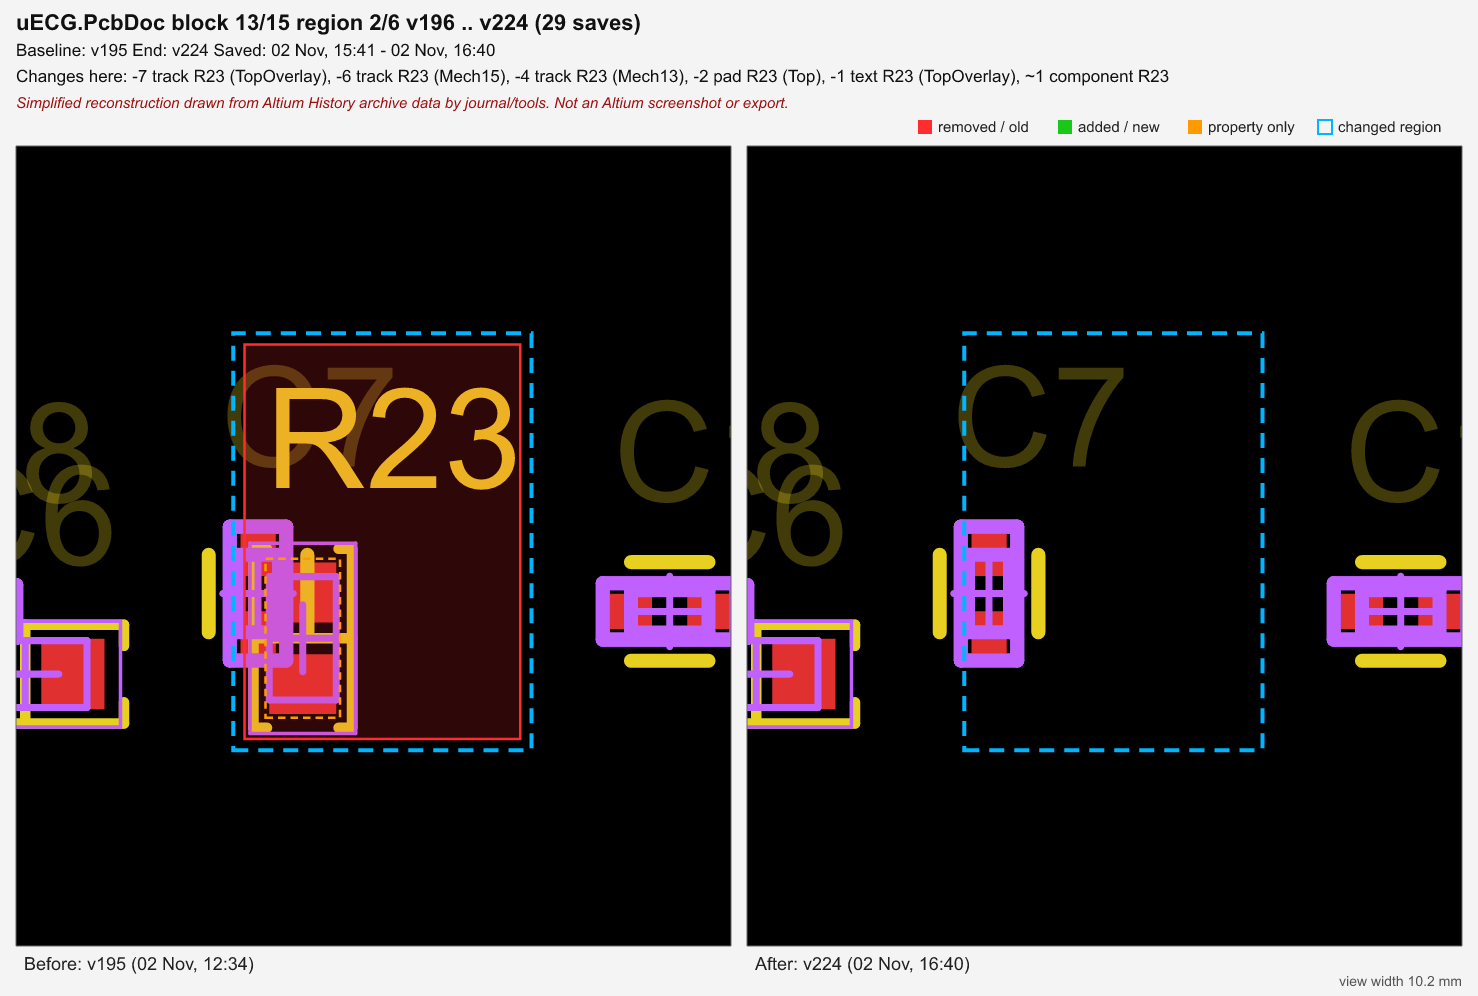 uECG.PcbDoc block 13/15 region 2/6 v196 .. v224 (29 saves)
Baseline: v195 End: v224 Saved: 02 Nov, 15:41 - 02 Nov, 16:40
Changes here: -7 track R23 (TopOverlay), -6 track R23 (Mech15), -4 track R23 (Mech13), -2 pad R23 (Top), -1 text R23 (TopOverlay), ~1 component R23
Simplified reconstruction drawn from Altium History archive data by journal/tools. Not an Altium screenshot or export.
removed / old
added / new
property only
changed region
C7
R23
8
C6
C
C7
8
C6
C
Before: v195 (02 Nov, 12:34)
After: v224 (02 Nov, 16:40)
view width 10.2 mm